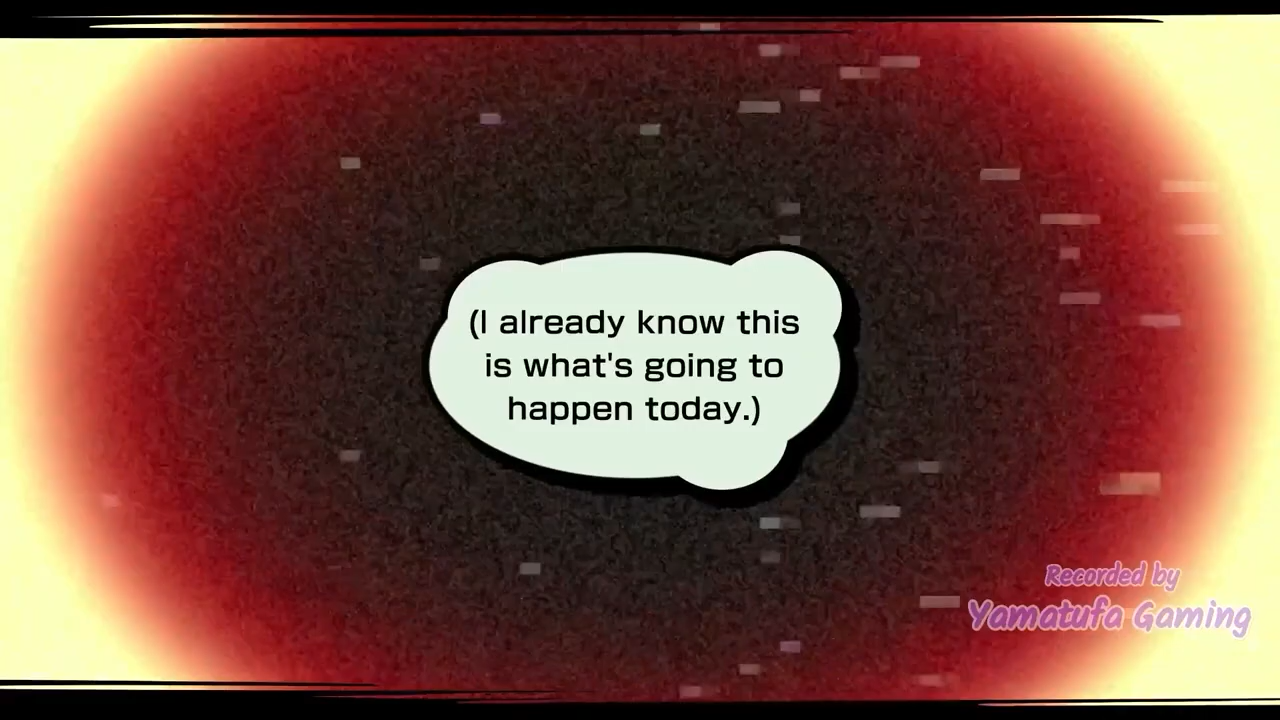 (I already know this
is what's going to
happen today.)
Recorded by
Yamatufa Gaming